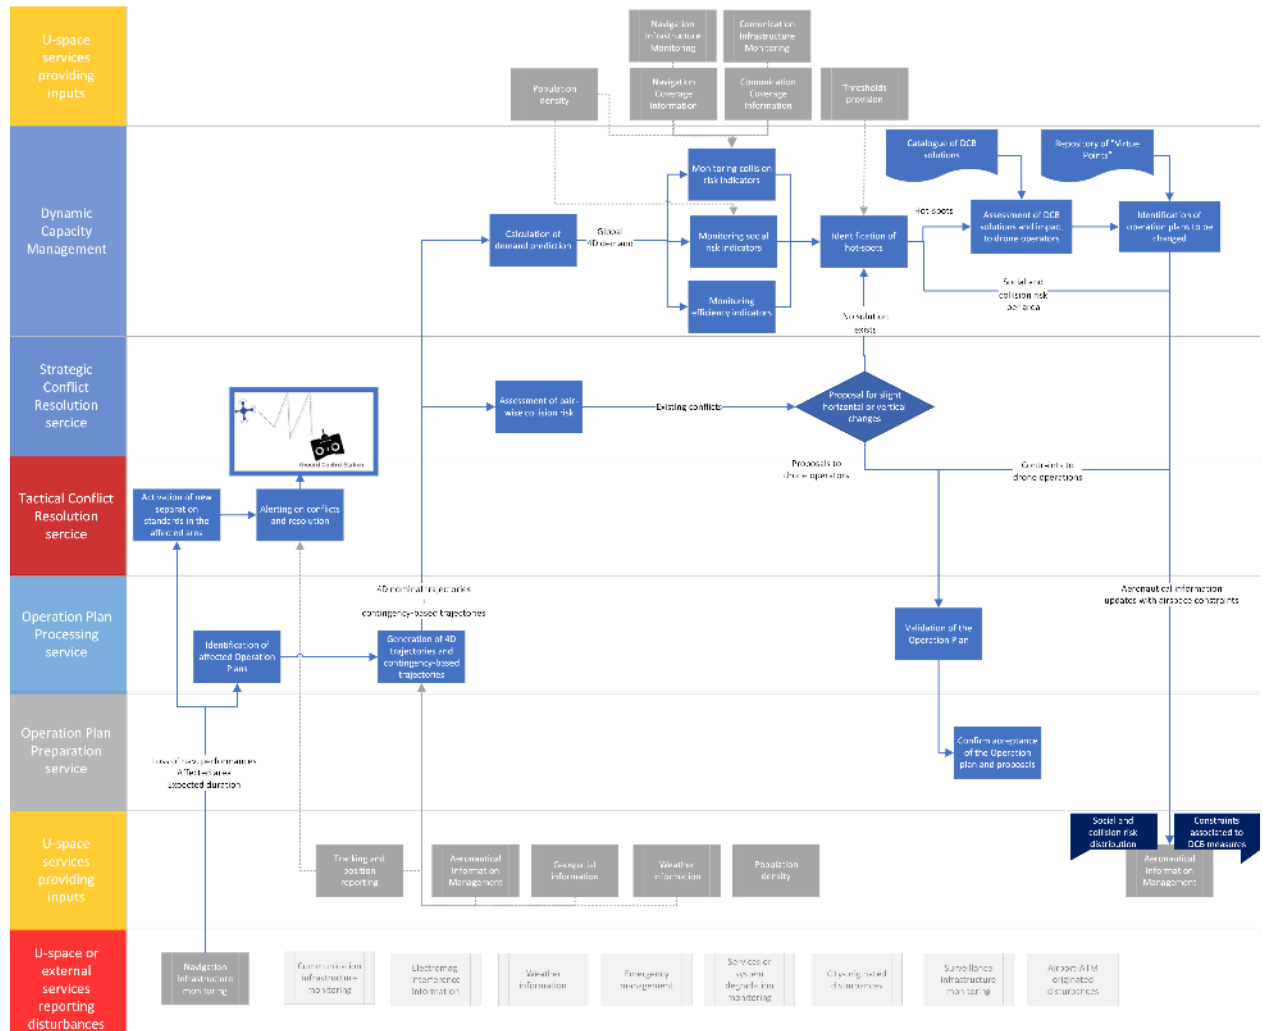 U-space
services
providing
inputs
Navigation
Infrastructure
Monitoring
Comunication
Infrastructure
Monitoring
Population
density
Navigation
Coverage
Information
Comunication
Coverage
Information
Thresholds
provision
Dynamic
Capacity
Management
Catalogue of DCB
solutions
Repository of "Virtue
Points"
Monitoring collision
risk indicators
Calculation of
demand prediction
Global
4D demand
Monitoring social
risk indicators
Identification of
hot-spots
Hot-spots
Assessment of DCB
solutions and impact
to drone operators
Identification of
operation plans to be
changed
Monitoring
efficiency indicators
Social and
collision risk
per area
No solution
exists
Strategic
Conflict
Resolution
sercice
Ground Control Station
Assessment of pair-
wise collision risk
Existing conflicts
Proposal for slight
horizontal or vertical
changes
Proposals to
drone operators
Constraints to
drone operations
Tactical Conflict
Resolution
sercice
Activation of new
separation
standards in the
affected area
Alerting on conflicts
and resolution
4D nominal trajectories
+
contingency-based trajectories
Aeronautical information
updates with airspace constraints
Operation Plan
Processing
service
Identification of
affected Operation
Plans
Generation of 4D
trajectories and
contingency-based
trajectories
Validation of the
Operation Plan
Operation Plan
Preparation
service
Loss of nav. performances
Affected area
Expected duration
Confirm acceptance
of the Operation
plan and proposals
U-space
services
providing
inputs
Tracking and
position
reporting
Aeronautical
Information
Management
Geospatial
information
Weather
information
Population
density
Social and
collision risk
distribution
Constraints
associated to
DCB measures
Aeronautical
Information
Management
U-space or
external
services
reporting
disturbances
Navigation
infrastructure
monitoring
Communication
infrastructure
monitoring
Electromag.
Interference
Information
Weather
information
Emergency
management
Services or
system
degradation
monitoring
City-originated
disturbances
Surveillance
infrastructure
monitoring
Airport-ATM
originated
disturbances